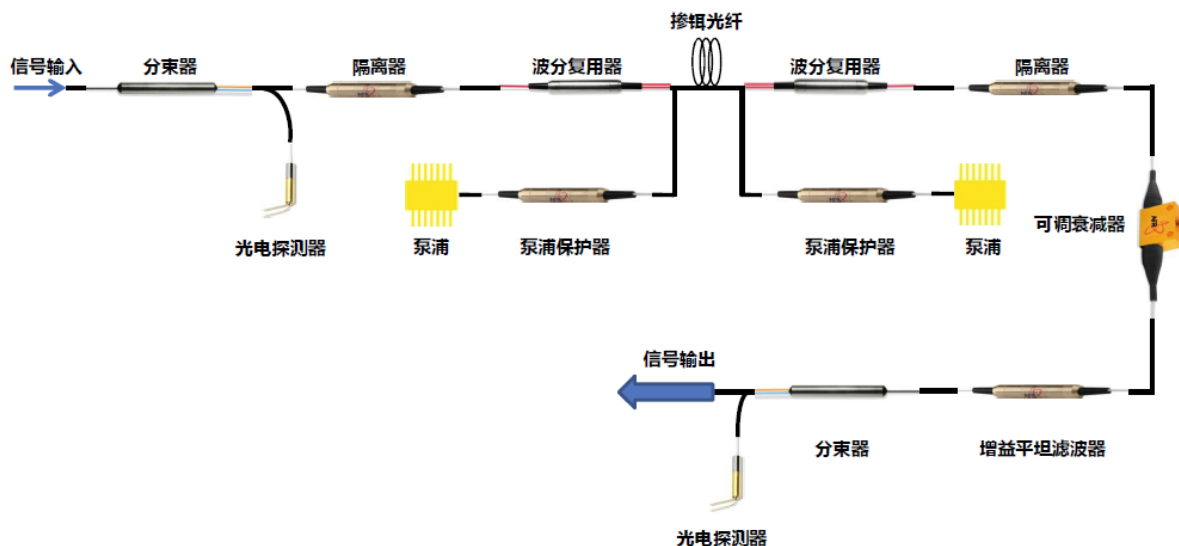 掺铒光纤
信号输入
分束器
隔离器
波分复用器
波分复用器
隔离器
光电探测器
泵浦
泵浦保护器
泵浦保护器
泵浦
可调衰减器
信号输出
分束器
增益平坦滤波器
光电探测器